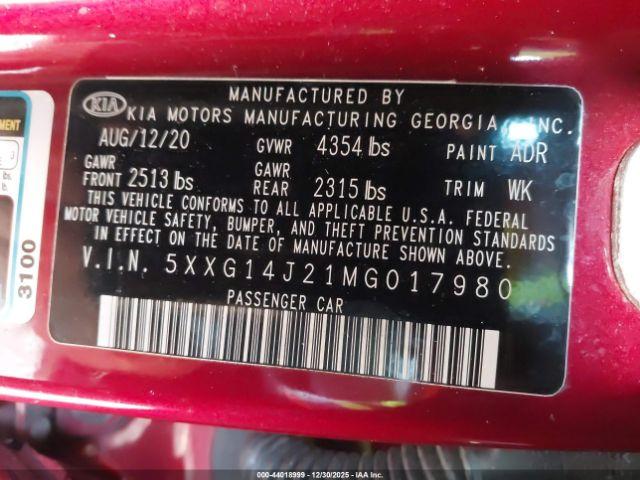 MANUFACTURED BY
KIA KIA MOTORS MANUFACTURING GEORGIA, INC.
AUG/12/20 GVWR 4354 lbs PAINT ADR
GAWR FRONT 2513 lbs GAWR REAR 2315 lbs TRIM WK
THIS VEHICLE CONFORMS TO ALL APPLICABLE U.S.A. FEDERAL
MOTOR VEHICLE SAFETY, BUMPER, AND THEFT PREVENTION STANDARDS
IN EFFECT ON THE DATE OF MANUFACTURE SHOWN ABOVE.
V.I.N. 5XXG14J21MG017980
PASSENGER CAR
3100
© 2025 - 44018999 - 12/30/2025 - IAA Inc.